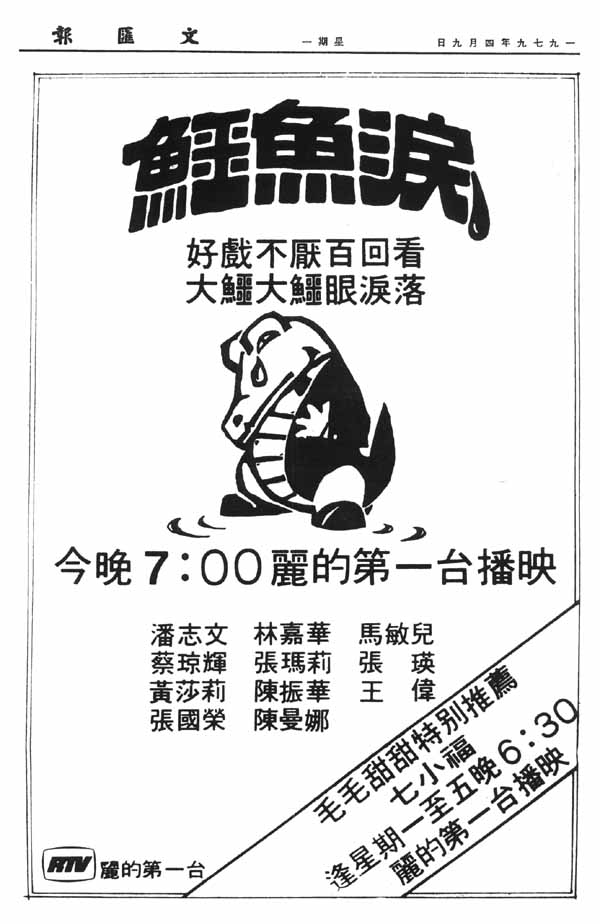 文匯報
星期一
一九七九年四月九日
鱷魚淚
好戲不厭百回看
大鱷大鱷眼淚落
今晚7:00麗的第一台播映
潘志文 林嘉華 馬敏兒
蔡琼輝 張瑪莉 張瑛
黃莎莉 陳振華 王偉
張國榮 陳曼娜
毛毛甜甜特别推薦
七小福
逢星期一至五晚6:30
麗的第一台播映
RTV 麗的第一台